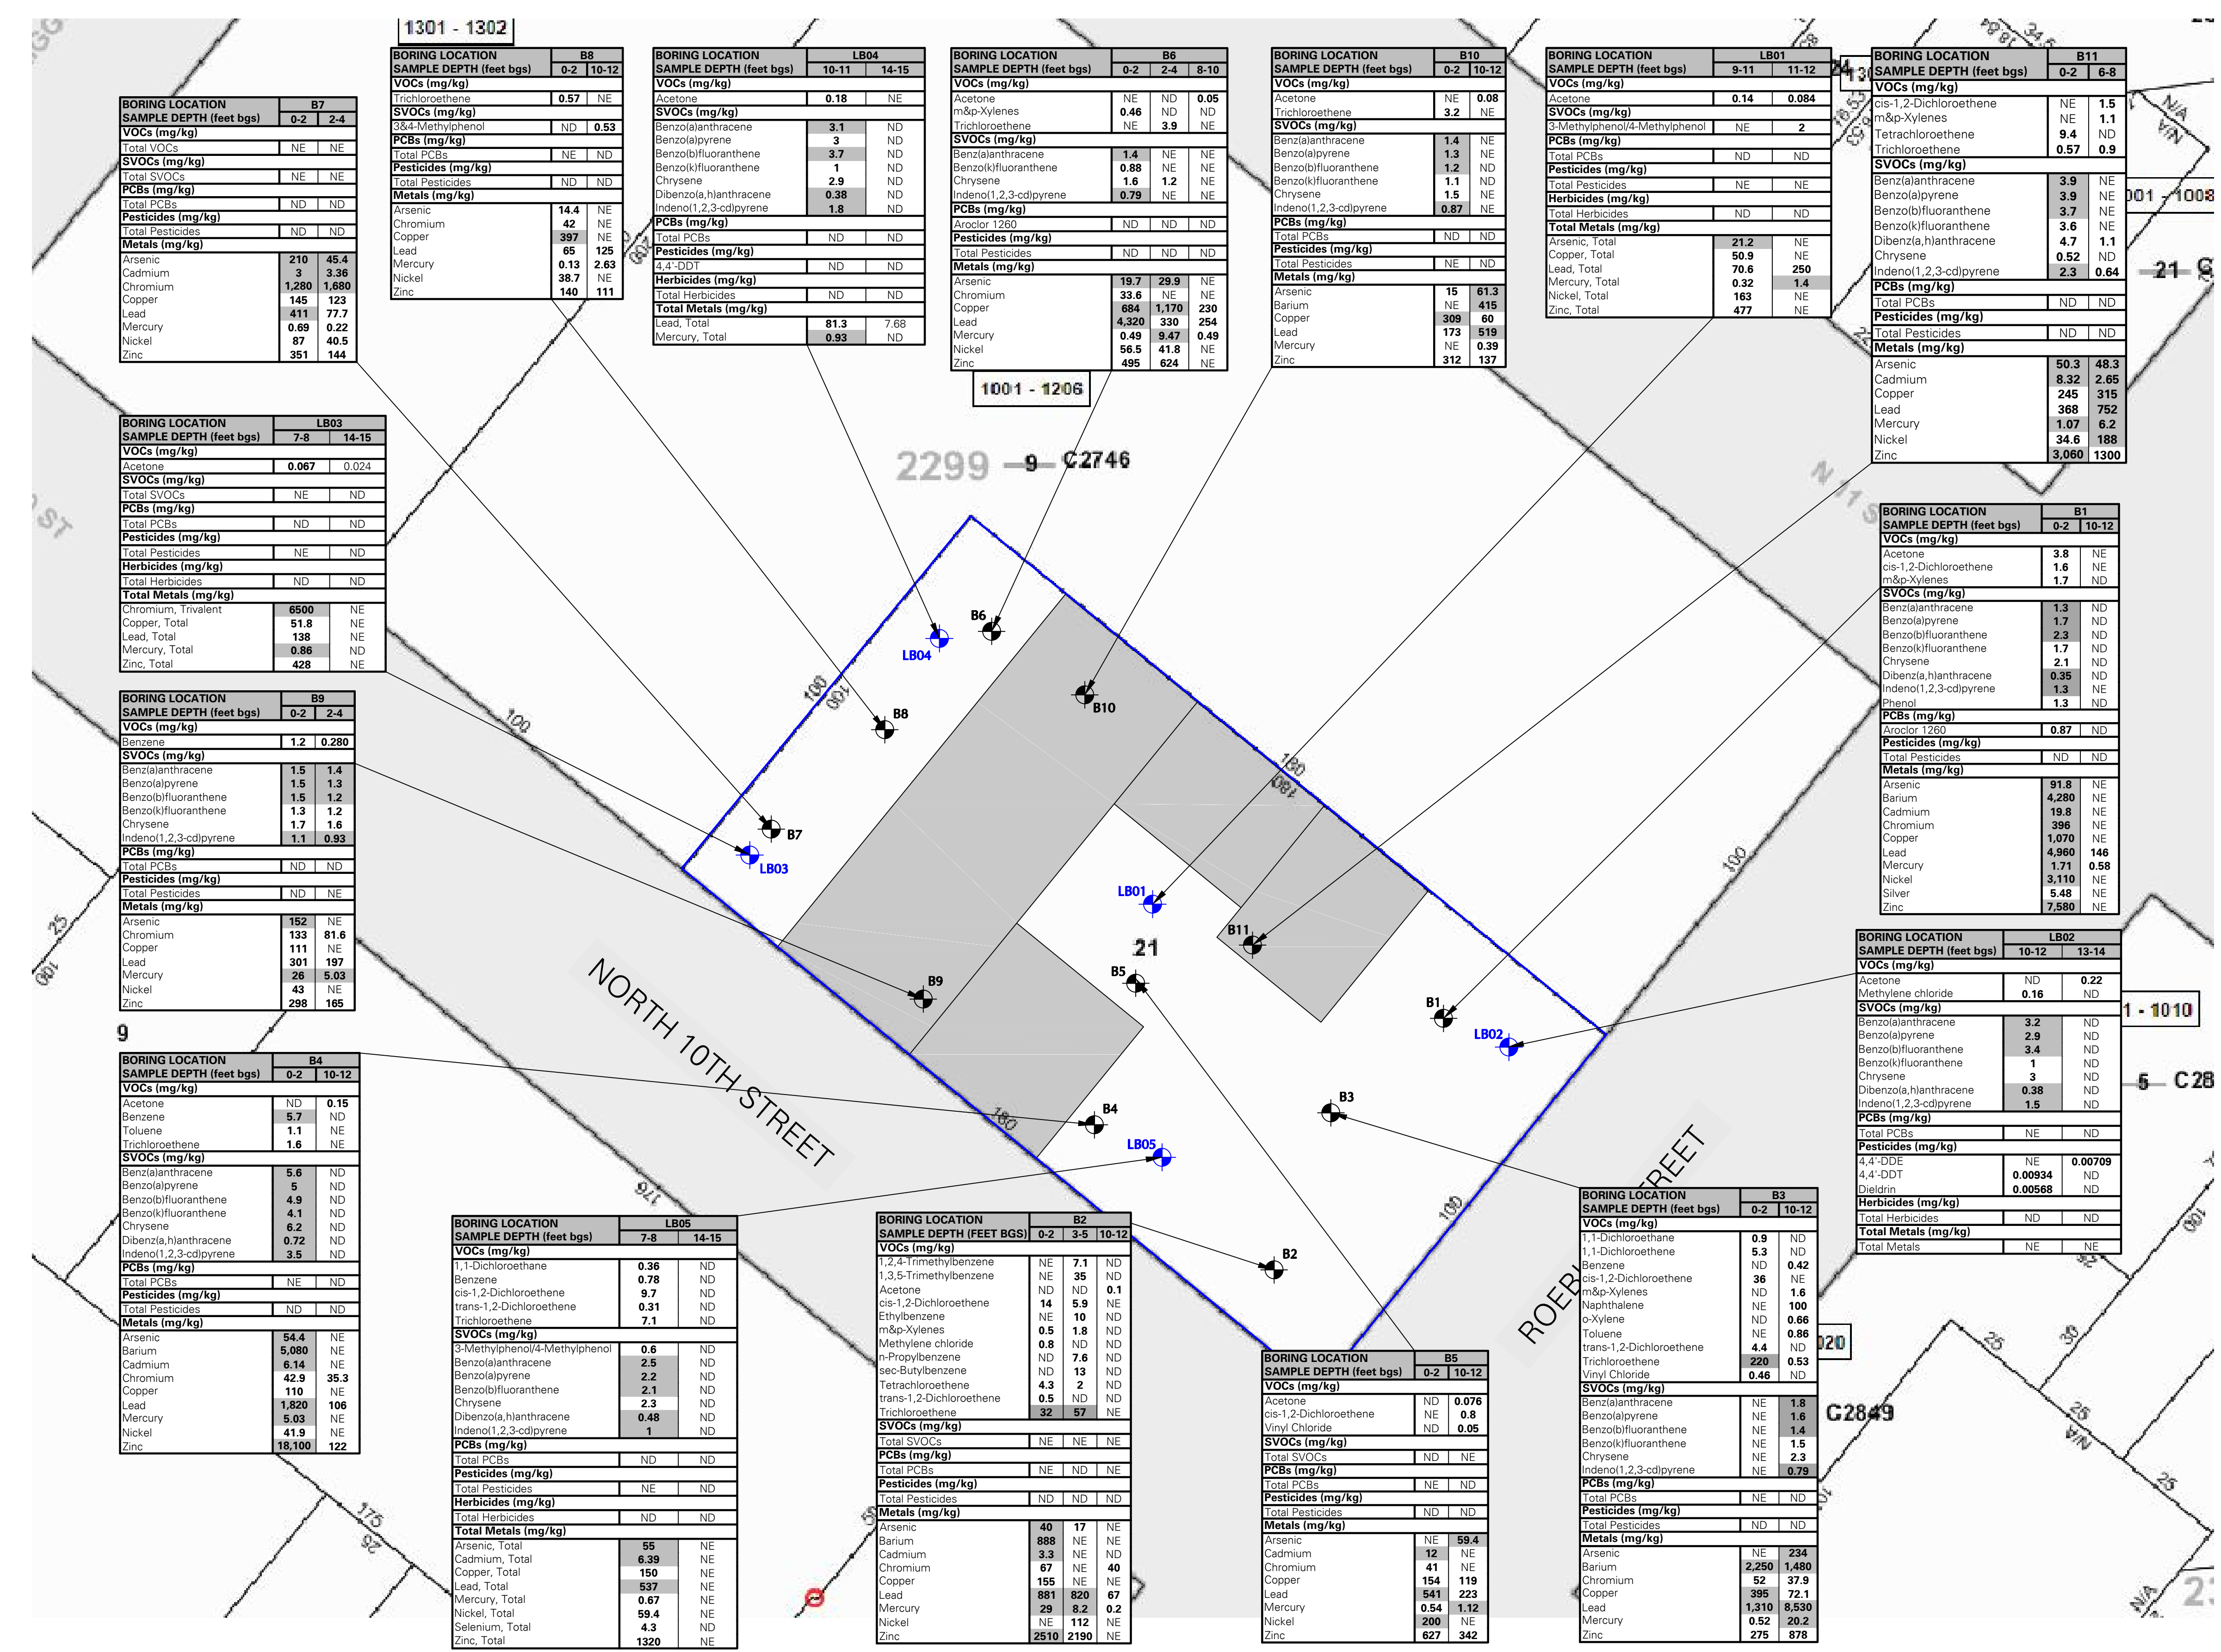 1301 - 1302
BORING LOCATION B7
SAMPLE DEPTH (feet bgs) 0-2 2-4
VOCs (mg/kg)
Total VOCs NE NE
SVOCs (mg/kg)
Total SVOCs NE NE
PCBs (mg/kg)
Total PCBs ND ND
Pesticides (mg/kg)
Total Pesticides ND ND
Metals (mg/kg)
Arsenic 210 45.4
Cadmium 3 3.36
Chromium 1,280 1,680
Copper 145 123
Lead 411 77.7
Mercury 0.69 0.22
Nickel 87 40.5
Zinc 351 144
BORING LOCATION B8
SAMPLE DEPTH (feet bgs) 0-2 10-12
VOCs (mg/kg)
Trichloroethene 0.57 NE
SVOCs (mg/kg)
3&4-Methylphenol ND 0.53
PCBs (mg/kg)
Total PCBs NE ND
Pesticides (mg/kg)
Total Pesticides ND ND
Metals (mg/kg)
Arsenic 14.4 NE
Chromium 42 NE
Copper 397 NE
Lead 65 125
Mercury 0.13 2.63
Nickel 38.7 NE
Zinc 140 111
BORING LOCATION LB04
SAMPLE DEPTH (feet bgs) 10-11 14-15
VOCs (mg/kg)
Acetone 0.18 NE
SVOCs (mg/kg)
Benzo(a)anthracene 3.1 ND
Benzo(a)pyrene 3 ND
Benzo(b)fluoranthene 3.7 ND
Benzo(k)fluoranthene 1 ND
Chrysene 2.9 ND
Dibenzo(a,h)anthracene 0.38 ND
Indeno(1,2,3-cd)pyrene 1.8 ND
PCBs (mg/kg)
Total PCBs ND ND
Pesticides (mg/kg)
4,4'-DDT ND ND
Herbicides (mg/kg)
Total Herbicides ND ND
Total Metals (mg/kg)
Lead, Total 81.3 7.68
Mercury, Total 0.93 ND
BORING LOCATION B6
SAMPLE DEPTH (feet bgs) 0-2 2-4 8-10
VOCs (mg/kg)
Acetone NE ND 0.05
m&p-Xylenes 0.46 ND ND
Trichloroethene NE 3.9 NE
SVOCs (mg/kg)
Benz(a)anthracene 1.4 NE NE
Benzo(k)fluoranthene 0.88 NE NE
Chrysene 1.6 1.2 NE
Indeno(1,2,3-cd)pyrene 0.79 NE NE
PCBs (mg/kg)
Aroclor 1260 ND ND ND
Pesticides (mg/kg)
Total Pesticides ND ND ND
Metals (mg/kg)
Arsenic 19.7 29.9 NE
Chromium 33.6 NE NE
Copper 684 1,170 230
Lead 4,320 330 254
Mercury 0.49 9.47 0.49
Nickel 56.5 41.8 NE
Zinc 495 624 NE
BORING LOCATION B10
SAMPLE DEPTH (feet bgs) 0-2 10-12
VOCs (mg/kg)
Acetone NE 0.08
Trichloroethene 3.2 NE
SVOCs (mg/kg)
Benz(a)anthracene 1.4 NE
Benzo(a)pyrene 1.3 NE
Benzo(b)fluoranthene 1.2 NE
Benzo(k)fluoranthene 1.1 NE
Chrysene 1.5 NE
Indeno(1,2,3-cd)pyrene 0.87 NE
PCBs (mg/kg)
Total PCBs ND ND
Pesticides (mg/kg)
Total Pesticides NE ND
Metals (mg/kg)
Arsenic 15 61.3
Barium NE 415
Copper 309 60
Lead 173 519
Mercury NE 0.39
Zinc 312 137
BORING LOCATION LB01
SAMPLE DEPTH (feet bgs) 9-11 11-12
VOCs (mg/kg)
Acetone 0.14 0.084
SVOCs (mg/kg)
3-Methylphenol/4-Methylphenol NE 2
PCBs (mg/kg)
Total PCBs ND ND
Pesticides (mg/kg)
Total Pesticides NE NE
Herbicides (mg/kg)
Total Herbicides ND ND
Total Metals (mg/kg)
Arsenic, Total 21.2 NE
Copper, Total 50.9 NE
Lead, Total 70.6 250
Mercury, Total 0.32 1.4
Nickel, Total 163 NE
Zinc, Total 477 NE
BORING LOCATION B11
SAMPLE DEPTH (feet bgs) 0-2 6-8
VOCs (mg/kg)
cis-1,2-Dichloroethene NE 1.5
m&p-Xylenes NE 1.1
Tetrachloroethene 9.4 ND
Trichloroethene 0.57 0.9
SVOCs (mg/kg)
Benz(a)anthracene 3.9 NE
Benzo(a)pyrene 3.9 NE
Benzo(b)fluoranthene 3.7 NE
Benzo(k)fluoranthene 3.6 NE
Dibenz(a,h)anthracene 4.7 1.1
Chrysene 0.52 ND
Indeno(1,2,3-cd)pyrene 2.3 0.64
PCBs (mg/kg)
Total PCBs ND ND
Pesticides (mg/kg)
Total Pesticides ND ND
Metals (mg/kg)
Arsenic 50.3 48.3
Cadmium 8.32 2.65
Copper 245 315
Lead 368 752
Mercury 1.07 6.2
Nickel 34.6 188
Zinc 3,060 1300
34.5
N/A
N/A
001 - 1008
21
1001 - 1206
2299 9 C2746
ST
N 11 S
BORING LOCATION LB03
SAMPLE DEPTH (feet bgs) 7-8 14-15
VOCs (mg/kg)
Acetone 0.067 0.024
SVOCs (mg/kg)
Total SVOCs NE ND
PCBs (mg/kg)
Total PCBs ND ND
Pesticides (mg/kg)
Total Pesticides NE ND
Herbicides (mg/kg)
Total Herbicides ND ND
Total Metals (mg/kg)
Chromium, Trivalent 6500 NE
Copper, Total 51.8 NE
Lead, Total 138 NE
Mercury, Total 0.86 ND
Zinc, Total 428 NE
BORING LOCATION B1
SAMPLE DEPTH (feet bgs) 0-2 10-12
VOCs (mg/kg)
Acetone 3.8 NE
cis-1,2-Dichloroethene 1.6 NE
m&p-Xylenes 1.7 ND
SVOCs (mg/kg)
Benz(a)anthracene 1.3 ND
Benzo(a)pyrene 1.7 ND
Benzo(b)fluoranthene 2.3 ND
Benzo(k)fluoranthene 1.7 ND
Chrysene 2.1 ND
Dibenz(a,h)anthracene 0.35 ND
Indeno(1,2,3-cd)pyrene 1.3 NE
Phenol 1.3 ND
PCBs (mg/kg)
Aroclor 1260 0.87 ND
Pesticides (mg/kg)
Total Pesticides ND ND
Metals (mg/kg)
Arsenic 91.8 NE
Barium 4,280 NE
Cadmium 19.8 NE
Chromium 396 NE
Copper 1,070 NE
Lead 4,960 146
Mercury 1.71 0.58
Nickel 3,110 NE
Silver 5.48 NE
Zinc 7,580 NE
BORING LOCATION B9
SAMPLE DEPTH (feet bgs) 0-2 2-4
VOCs (mg/kg)
Benzene 1.2 0.280
SVOCs (mg/kg)
Benz(a)anthracene 1.5 1.4
Benzo(a)pyrene 1.5 1.3
Benzo(b)fluoranthene 1.5 1.2
Benzo(k)fluoranthene 1.3 1.2
Chrysene 1.7 1.6
Indeno(1,2,3-cd)pyrene 1.1 0.93
PCBs (mg/kg)
Total PCBs ND ND
Pesticides (mg/kg)
Total Pesticides ND NE
Metals (mg/kg)
Arsenic 152 NE
Chromium 133 81.6
Copper 111 NE
Lead 301 197
Mercury 26 5.03
Nickel 43 NE
Zinc 298 165
B6
LB04
100
100
B10
B8
100
180
180
B7
LB03
LB01
B11
21
B5
B9
B1
LB02
100
B3
B4
LB05
180
B2
100
NORTH 10TH STREET
176
25
100
9
BORING LOCATION LB02
SAMPLE DEPTH (feet bgs) 10-12 13-14
VOCs (mg/kg)
Acetone ND 0.22
Methylene chloride 0.16 ND
SVOCs (mg/kg)
Benzo(a)anthracene 3.2 ND
Benzo(a)pyrene 2.9 ND
Benzo(b)fluoranthene 3.4 ND
Benzo(k)fluoranthene 1 ND
Chrysene 3 ND
Dibenzo(a,h)anthracene 0.38 ND
Indeno(1,2,3-cd)pyrene 1.5 ND
PCBs (mg/kg)
Total PCBs NE ND
Pesticides (mg/kg)
4,4'-DDE NE 0.00709
4,4'-DDT 0.00934 ND
Dieldrin 0.00568 ND
Herbicides (mg/kg)
Total Herbicides ND ND
Total Metals (mg/kg)
Total Metals NE NE
1 - 1010
5 C28
100
BORING LOCATION B4
SAMPLE DEPTH (feet bgs) 0-2 10-12
VOCs (mg/kg)
Acetone ND 0.15
Benzene 5.7 ND
Toluene 1.1 NE
Trichloroethene 1.6 NE
SVOCs (mg/kg)
Benz(a)anthracene 5.6 ND
Benzo(a)pyrene 5 ND
Benzo(b)fluoranthene 4.9 ND
Benzo(k)fluoranthene 4.1 ND
Chrysene 6.2 ND
Dibenz(a,h)anthracene 0.72 ND
Indeno(1,2,3-cd)pyrene 3.5 ND
PCBs (mg/kg)
Total PCBs NE ND
Pesticides (mg/kg)
Total Pesticides ND ND
Metals (mg/kg)
Arsenic 54.4 NE
Barium 5,080 NE
Cadmium 6.14 NE
Chromium 42.9 35.3
Copper 110 NE
Lead 1,820 106
Mercury 5.03 NE
Nickel 41.9 NE
Zinc 18,100 122
175
25
BORING LOCATION LB05
SAMPLE DEPTH (feet bgs) 7-8 14-15
VOCs (mg/kg)
1,1-Dichloroethane 0.36 ND
Benzene 0.78 ND
cis-1,2-Dichloroethene 9.7 ND
trans-1,2-Dichloroethene 0.31 ND
Trichloroethene 7.1 ND
SVOCs (mg/kg)
3-Methylphenol/4-Methylphenol 0.6 ND
Benzo(a)anthracene 2.5 ND
Benzo(a)pyrene 2.2 ND
Benzo(b)fluoranthene 2.1 ND
Chrysene 2.3 ND
Dibenzo(a,h)anthracene 0.48 ND
Indeno(1,2,3-cd)pyrene 1 ND
PCBs (mg/kg)
Total PCBs ND ND
Pesticides (mg/kg)
Total Pesticides NE ND
Herbicides (mg/kg)
Total Herbicides ND ND
Total Metals (mg/kg)
Arsenic, Total 55 NE
Cadmium, Total 6.39 NE
Copper, Total 150 NE
Lead, Total 537 NE
Mercury, Total 0.67 NE
Nickel, Total 59.4 NE
Selenium, Total 4.3 ND
Zinc, Total 1320 NE
BORING LOCATION B2
SAMPLE DEPTH (FEET BGS) 0-2 3-5 10-12
VOCs (mg/kg)
1,2,4-Trimethylbenzene NE 7.1 ND
1,3,5-Trimethylbenzene NE 35 ND
Acetone ND ND 0.1
cis-1,2-Dichloroethene 14 5.9 NE
Ethylbenzene NE 10 ND
m&p-Xylenes 0.5 1.8 ND
Methylene chloride 0.8 ND ND
n-Propylbenzene ND 7.6 ND
sec-Butylbenzene ND 13 ND
Tetrachloroethene 4.3 2 ND
trans-1,2-Dichloroethene 0.5 ND ND
Trichloroethene 32 57 NE
SVOCs (mg/kg)
Total SVOCs NE NE NE
PCBs (mg/kg)
Total PCBs NE ND NE
Pesticides (mg/kg)
Total Pesticides ND ND ND
Metals (mg/kg)
Arsenic 40 17 NE
Barium 888 NE NE
Cadmium 3.3 NE ND
Chromium 67 NE 40
Copper 155 NE NE
Lead 881 820 67
Mercury 29 8.2 0.2
Nickel NE 112 NE
Zinc 2510 2190 NE
BORING LOCATION B5
SAMPLE DEPTH (feet bgs) 0-2 10-12
VOCs (mg/kg)
Acetone ND 0.076
cis-1,2-Dichloroethene NE 0.8
Vinyl Chloride ND 0.05
SVOCs (mg/kg)
Total SVOCs ND NE
PCBs (mg/kg)
Total PCBs NE ND
Pesticides (mg/kg)
Total Pesticides ND ND
Metals (mg/kg)
Arsenic NE 59.4
Cadmium 12 NE
Chromium 41 NE
Copper 154 119
Lead 541 223
Mercury 0.54 1.12
Nickel 200 NE
Zinc 627 342
ROEB STREET
BORING LOCATION B3
SAMPLE DEPTH (feet bgs) 0-2 10-12
VOCs (mg/kg)
1,1-Dichloroethane 0.9 ND
1,1-Dichloroethene 5.3 ND
Benzene ND 0.42
cis-1,2-Dichloroethene 36 NE
m&p-Xylenes ND 1.6
Naphthalene NE 100
o-Xylene ND 0.66
Toluene NE 0.86
trans-1,2-Dichloroethene 4.4 ND
Trichloroethene 220 0.53
Vinyl Chloride 0.46 ND
SVOCs (mg/kg)
Benz(a)anthracene NE 1.8
Benzo(a)pyrene NE 1.6
Benzo(b)fluoranthene NE 1.4
Benzo(k)fluoranthene NE 1.5
Chrysene NE 2.3
Indeno(1,2,3-cd)pyrene NE 0.79
PCBs (mg/kg)
Total PCBs NE ND
Pesticides (mg/kg)
Total Pesticides ND ND
Metals (mg/kg)
Arsenic NE 234
Barium 2,250 1,480
Chromium 52 37.9
Copper 395 72.1
Lead 1,310 8,530
Mercury 0.52 20.2
Zinc 275 878
020
C2849
25
30
25
N/A
25
N/A
23